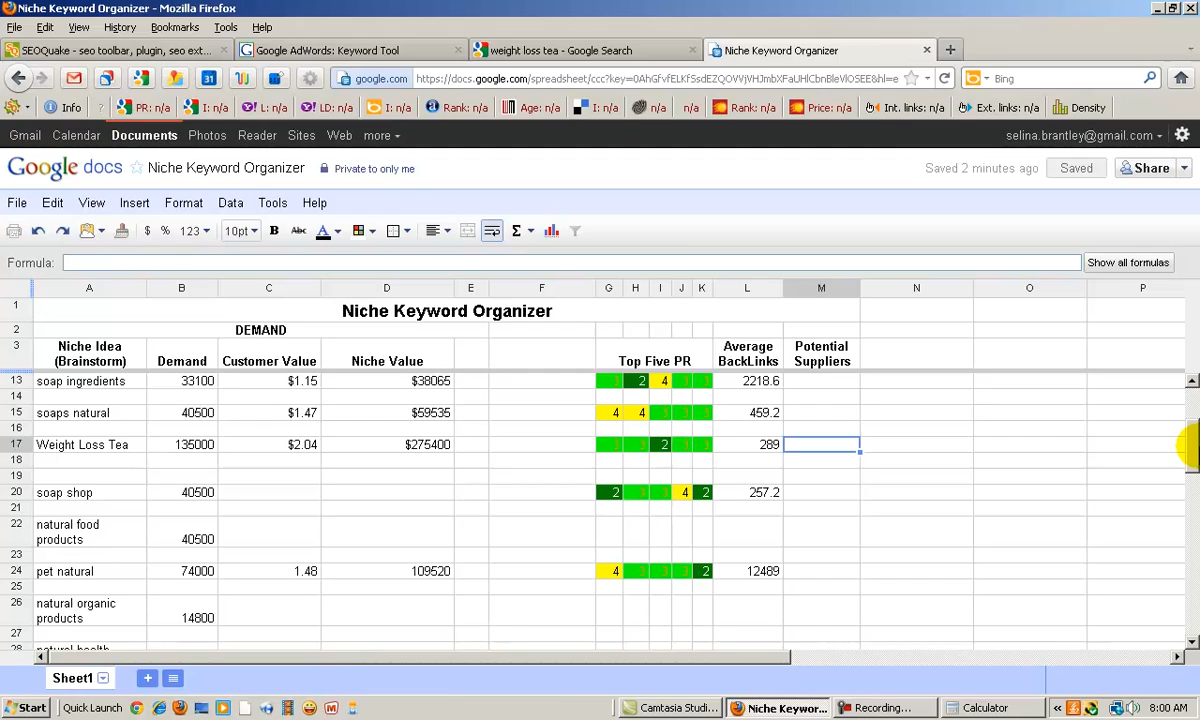 Niche Keyword Organizer - Mozilla Firefox
File Edit View History Bookmarks Tools Help
SEOQuake - seo toolbar, plugin, seo ext... Google AdWords: Keyword Tool weight loss tea - Google Search Niche Keyword Organizer
google.com https://docs.google.com/spreadsheet/ccc?key= Bing
Info ? PR: n/a I: n/a L: n/a LD: n/a I: n/a Rank: n/a Age: n/a I: n/a n/a n/a Rank: n/a Price: n/a Int. links: n/a Ext. links: n/a Density
Gmail Calendar Documents Photos Reader Sites Web more selina.brantley@gmail.com
Google docs Niche Keyword Organizer Private to only me Saved 2 minutes ago Saved Share
File Edit View Insert Format Data Tools Help
$ % 123 10pt B Abc A Σ
Formula: Show all formulas
A B C D E F G H I J K L M N O P
1 Niche Keyword Organizer
2 DEMAND
3 Niche Idea (Brainstorm) Demand Customer Value Niche Value Top Five PR Average BackLinks Potential Suppliers
13 soap ingredients 33100 $1.15 $38065 2 4 2218.6
14
15 soaps natural 40500 $1.47 $59535 4 4 459.2
16
17 Weight Loss Tea 135000 $2.04 $275400 2 289
18
19
20 soap shop 40500 2 4 2 257.2
21
22 natural food products 40500
23
24 pet natural 74000 1.48 109520 4 2 12489
25
26 natural organic products 14800
27
28 natural health
Sheet1
Start Quick Launch Camtasia Studi... Niche Keywor... Recording... Calculator 8:00 AM